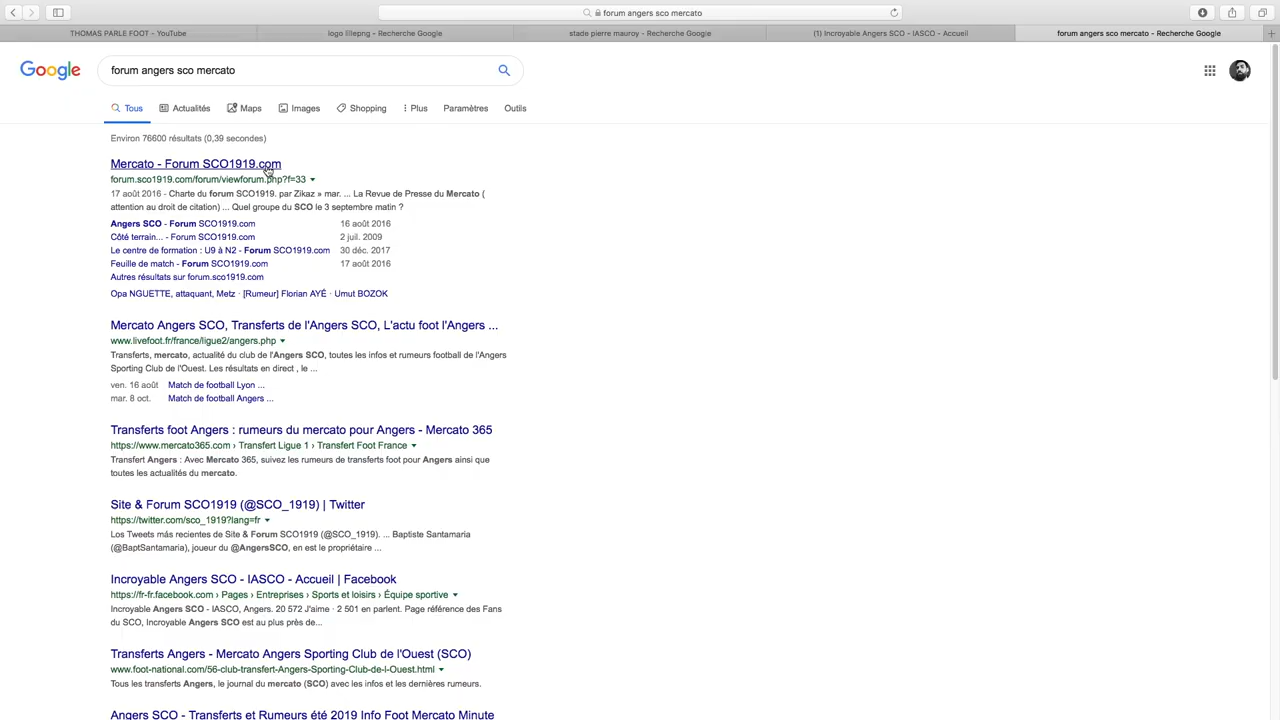 forum angers sco mercato
THOMAS PARLE FOOT - YouTube
logo lillepng - Recherche Google
stade pierre mauroy - Recherche Google
(1) Incroyable Angers SCO - IASCO - Accueil
forum angers sco mercato - Recherche Google
Google
forum angers sco mercato
Tous
Actualités
Maps
Images
Shopping
Plus
Paramètres
Outils
Environ 76600 résultats (0,39 secondes)
Mercato - Forum SCO1919.com
forum.sco1919.com/forum/viewforum.php?f=33
17 août 2016 - Charte du forum SCO1919. par Zikaz » mar. ... La Revue de Presse du Mercato (
attention au droit de citation) ... Quel groupe du SCO le 3 septembre matin ?
Angers SCO - Forum SCO1919.com 16 août 2016
Côté terrain... - Forum SCO1919.com 2 juil. 2009
Le centre de formation : U9 à N2 - Forum SCO1919.com 30 déc. 2017
Feuille de match - Forum SCO1919.com 17 août 2016
Autres résultats sur forum.sco1919.com
Opa NGUETTE, attaquant, Metz · [Rumeur] Florian AYÉ · Umut BOZOK
Mercato Angers SCO, Transferts de l'Angers SCO, L'actu foot l'Angers ...
www.livefoot.fr/france/ligue2/angers.php
Transferts, mercato, actualité du club de l'Angers SCO, toutes les infos et rumeurs football de l'Angers
Sporting Club de l'Ouest. Les résultats en direct , le ...
ven. 16 août Match de football Lyon ...
mar. 8 oct. Match de football Angers ...
Transferts foot Angers : rumeurs du mercato pour Angers - Mercato 365
https://www.mercato365.com › Transfert Ligue 1 › Transfert Foot France
Transfert Angers : Avec Mercato 365, suivez les rumeurs de transferts foot pour Angers ainsi que
toutes les actualités du mercato.
Site & Forum SCO1919 (@SCO_1919) | Twitter
https://twitter.com/sco_1919?lang=fr
Los Tweets más recientes de Site & Forum SCO1919 (@SCO_1919). ... Baptiste Santamaria
(@BaptSantamaria), joueur du @AngersSCO, en est le propriétaire ...
Incroyable Angers SCO - IASCO - Accueil | Facebook
https://fr-fr.facebook.com › Pages › Entreprises › Sports et loisirs › Équipe sportive
Incroyable Angers SCO - IASCO, Angers. 20 572 J'aime · 2 501 en parlent. Page référence des Fans
du SCO, Incroyable Angers SCO est au plus près de...
Transferts Angers - Mercato Angers Sporting Club de l'Ouest (SCO)
www.foot-national.com/56-club-transfert-Angers-Sporting-Club-de-l-Ouest.html
Tous les transferts Angers, le journal du mercato (SCO) avec les infos et les dernières rumeurs.
Angers SCO - Transferts et Rumeurs été 2019 Info Foot Mercato Minute